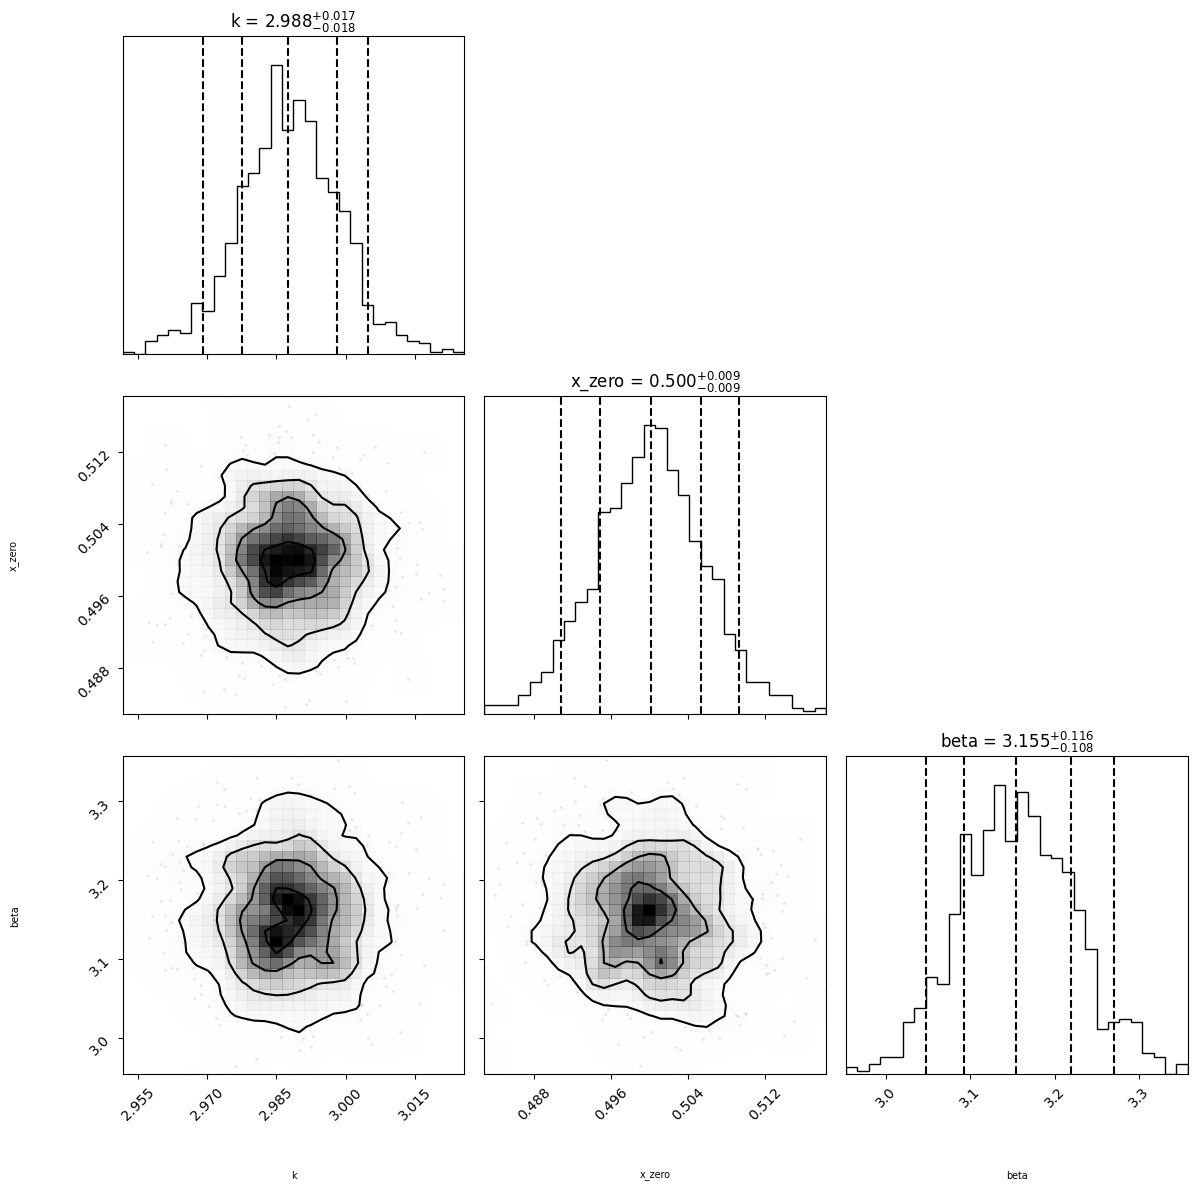 k = 2.988 +0.017 −0.018
x_zero = 0.500 +0.009 −0.009
0.512
0.504
0.496
0.488
x_zero
beta = 3.155 +0.116 −0.108
3.3
3.2
3.1
3.0
beta
2.955 2.970 2.985 3.000 3.015
0.488 0.496 0.504 0.512
3.0 3.1 3.2 3.3
k x_zero beta